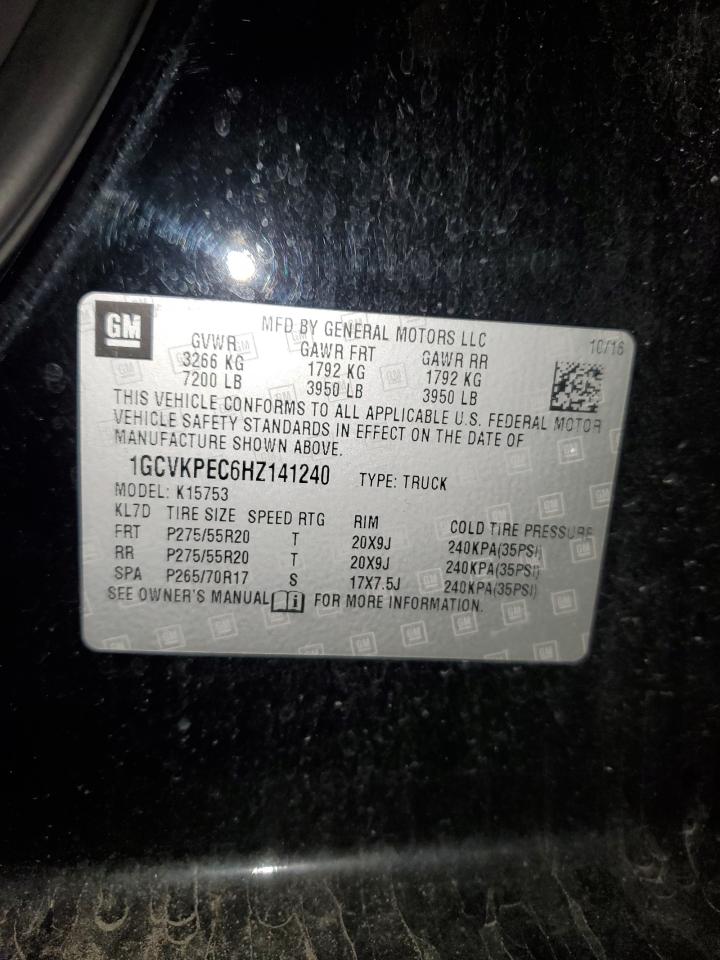 GM
MFD BY GENERAL MOTORS LLC 10/16
GVWR GAWR FRT GAWR RR
3266 KG 1792 KG 1792 KG
7200 LB 3950 LB 3950 LB
THIS VEHICLE CONFORMS TO ALL APPLICABLE U.S. FEDERAL MOTOR
VEHICLE SAFETY STANDARDS IN EFFECT ON THE DATE OF
MANUFACTURE SHOWN ABOVE.
1GCVKPEC6HZ141240 TYPE: TRUCK
MODEL: K15753
KL7D TIRE SIZE SPEED RTG RIM COLD TIRE PRESSURE
FRT P275/55R20 T 20X9J 240KPA(35PSI)
RR P275/55R20 T 20X9J 240KPA(35PSI)
SPA P265/70R17 S 17X7.5J 240KPA(35PSI)
SEE OWNER'S MANUAL i FOR MORE INFORMATION.